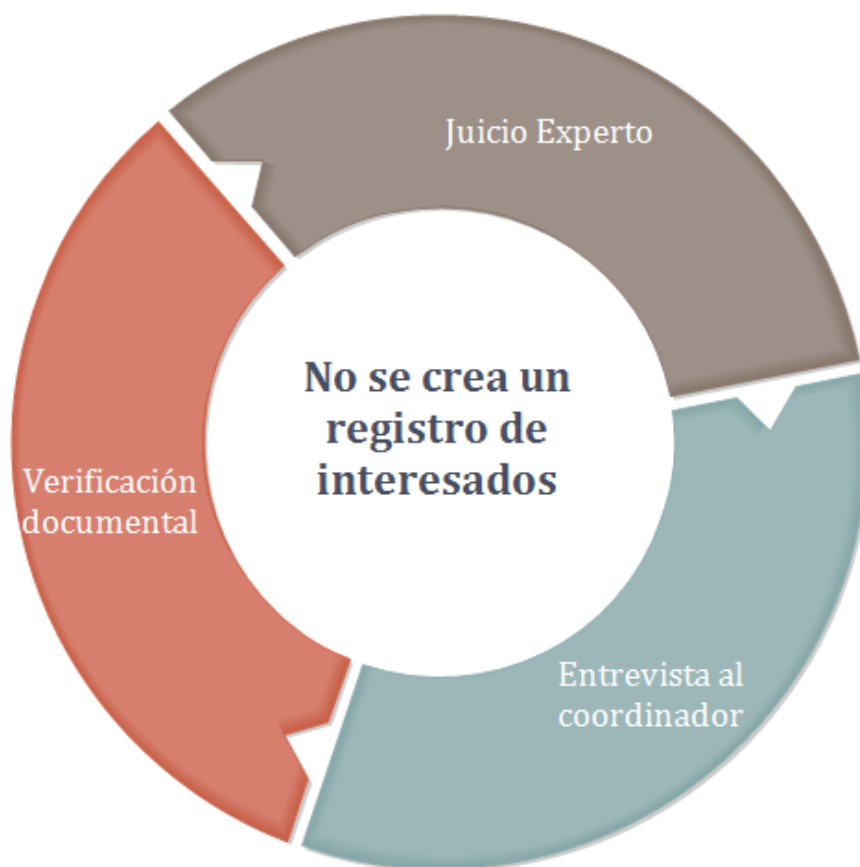 Juicio Experto
No se crea un
registro de
interesados
Verificación
documental
Entrevista al
coordinador